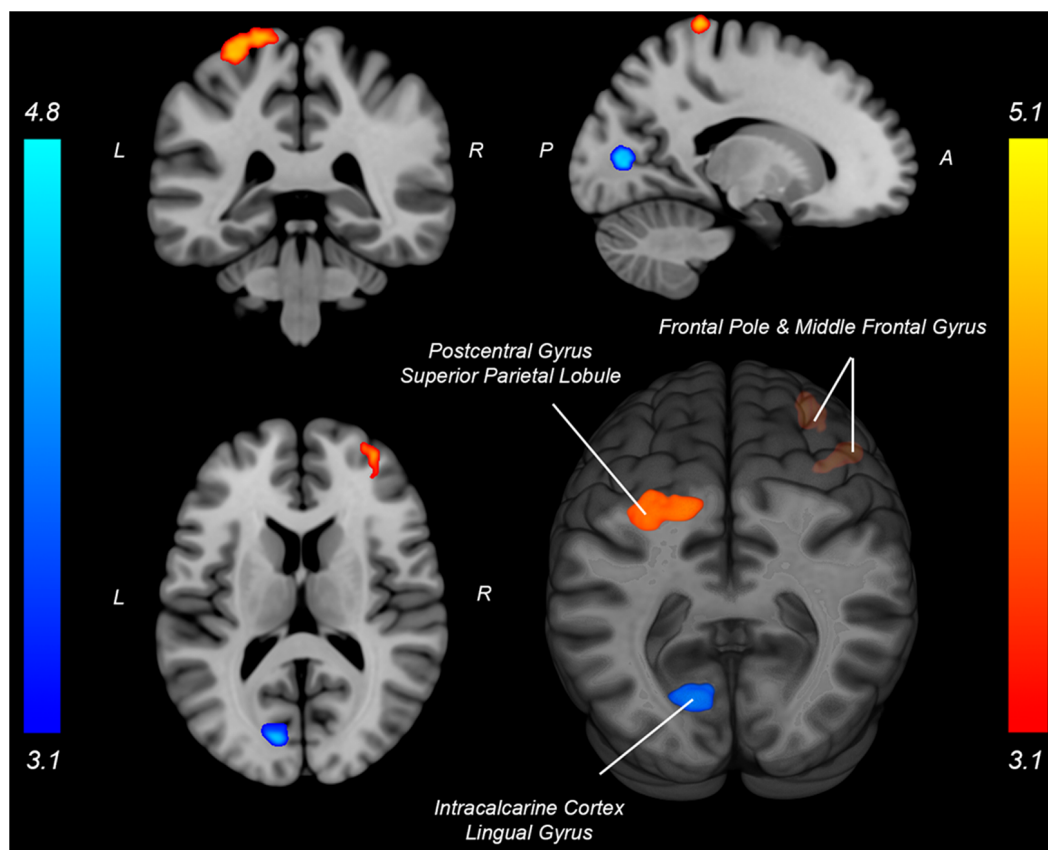 4.8
3.1
L
R
P
A
5.1
3.1
Frontal Pole & Middle Frontal Gyrus
Postcentral Gyrus
Superior Parietal Lobule
L
R
Intracalcarine Cortex
Lingual Gyrus